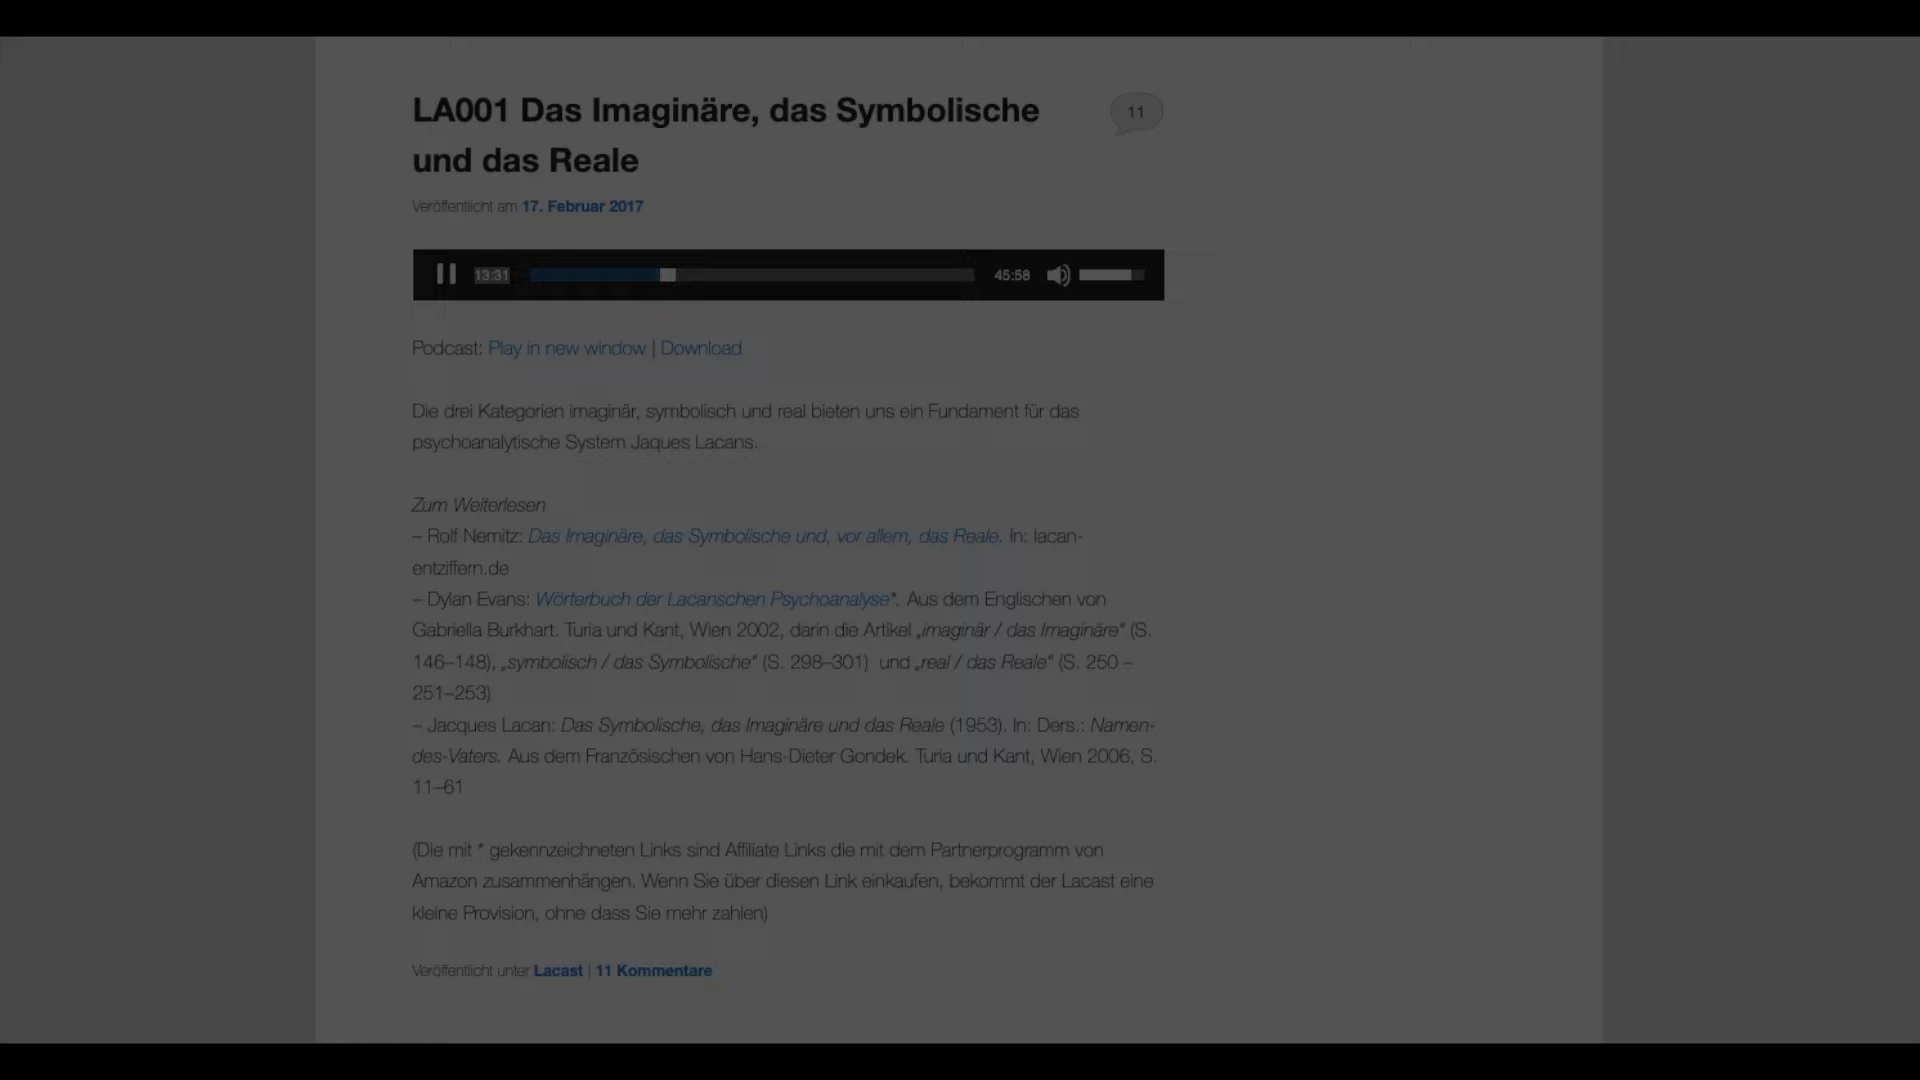 LA001 Das Imaginäre, das Symbolische
und das Reale
11
Veröffentlicht am 17. Februar 2017
13:31
45:58
Podcast: Play in new window | Download
Die drei Kategorien imaginär, symbolisch und real bieten uns ein Fundament für das
psychoanalytische System Jaques Lacans.
Zum Weiterlesen
– Rolf Nemitz: Das Imaginäre, das Symbolische und, vor allem, das Reale. In: lacan-
entziffern.de
– Dylan Evans: Wörterbuch der Lacanschen Psychoanalyse*. Aus dem Englischen von
Gabriella Burkhart. Turia und Kant, Wien 2002, darin die Artikel „imaginär / das Imaginäre“ (S.
146–148), „symbolisch / das Symbolische“ (S. 298–301) und „real / das Reale“ (S. 250 –
251–253)
– Jacques Lacan: Das Symbolische, das Imaginäre und das Reale (1953). In: Ders.: Namen-
des-Vaters. Aus dem Französischen von Hans-Dieter Gondek. Turia und Kant, Wien 2006, S.
11–61
(Die mit * gekennzeichneten Links sind Affiliate Links die mit dem Partnerprogramm von
Amazon zusammenhängen. Wenn Sie über diesen Link einkaufen, bekommt der Lacast eine
kleine Provision, ohne dass Sie mehr zahlen)
Veröffentlicht unter Lacast | 11 Kommentare